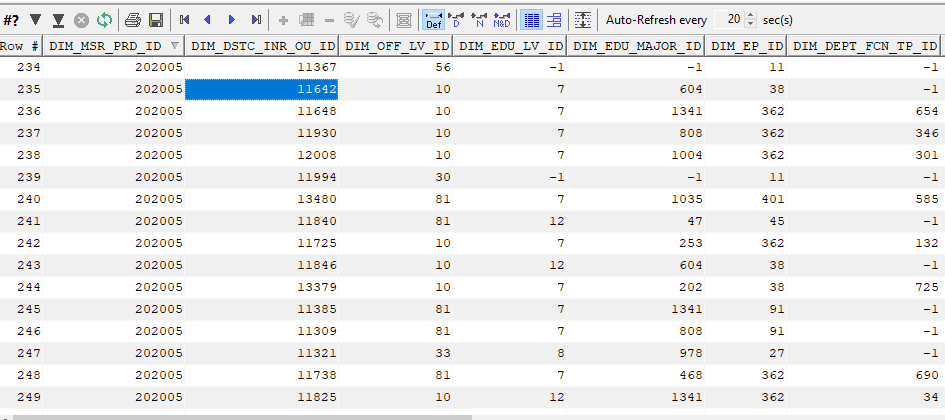 #? Def D N N&D Auto-Refresh every 20 sec(s)
Row # DIM_MSR_PRD_ID DIM_DSTC_INR_OU_ID DIM_OFF_LV_ID DIM_EDU_LV_ID DIM_EDU_MAJOR_ID DIM_EP_ID DIM_DEPT_FCN_TP_ID
234 202005 11367 56 -1 -1 11 -1
235 202005 11642 10 7 604 38 -1
236 202005 11648 10 7 1341 362 654
237 202005 11930 10 7 808 362 346
238 202005 12008 10 7 1004 362 301
239 202005 11994 30 -1 -1 11 -1
240 202005 13480 81 7 1035 401 585
241 202005 11840 81 12 47 45 -1
242 202005 11725 10 7 253 362 132
243 202005 11846 10 12 604 38 -1
244 202005 13379 10 7 202 38 725
245 202005 11385 81 7 1341 91 -1
246 202005 11309 81 7 808 91 -1
247 202005 11321 33 8 978 27 -1
248 202005 11738 81 7 468 362 690
249 202005 11825 10 12 1341 362 34